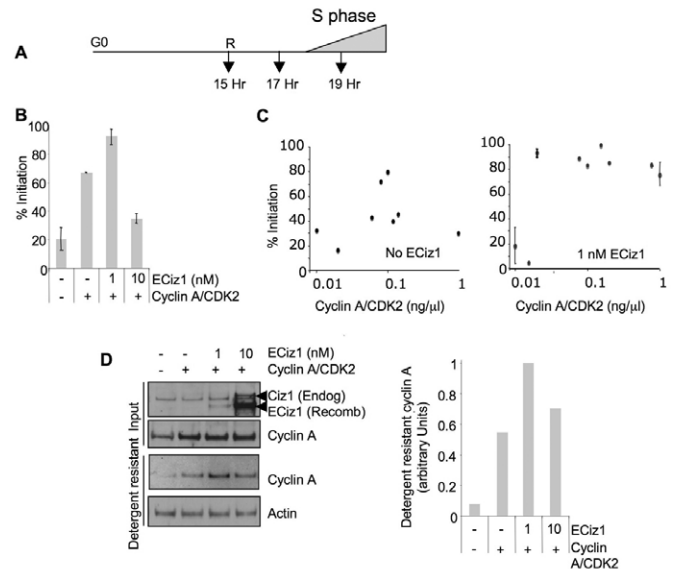 S phase
A
G0
R
15 Hr
17 Hr
19 Hr
B
% Initiation
100
80
60
40
20
0
- - 1 10 ECiz1 (nM)
- + + + Cyclin A/CDK2
C
% Initiation
100
80
60
40
20
0
No ECiz1
0.01 0.1 1
Cyclin A/CDK2 (ng/µl)
100
80
60
40
20
0
1 nM ECiz1
0.01 0.1 1
Cyclin A/CDK2 (ng/µl)
D
- - 1 10 ECiz1 (nM)
- + + + Cyclin A/CDK2
Detergent resistant Input
Ciz1 (Endog)
ECiz1 (Recomb)
Cyclin A
Cyclin A
Actin
Detergent resistant cyclin A
(arbitrary Units)
1
0.8
0.6
0.4
0.2
0
- - 1 10 ECiz1
- + + + Cyclin
A/CDK2